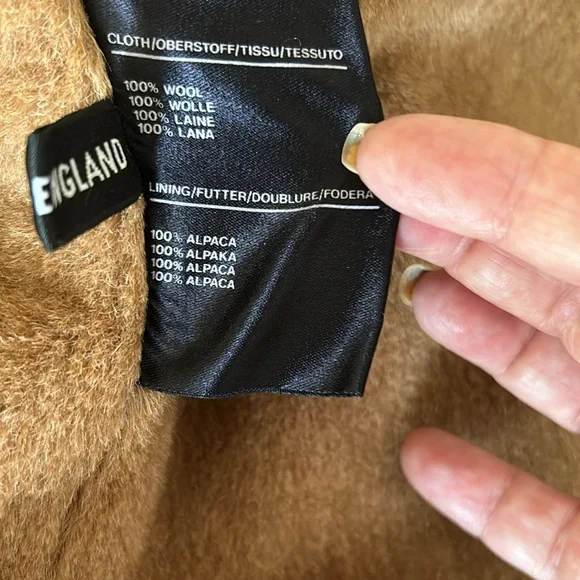 CLOTH/OBERSTOFF/TISSU/TESSUTO
100% WOOL
100% WOLLE
100% LAINE
100% LANA
ENGLAND
LINING/FUTTER/DOUBLURE/FODERA
100% ALPACA
100% ALPAKA
100% ALPACA
100% ALPACA